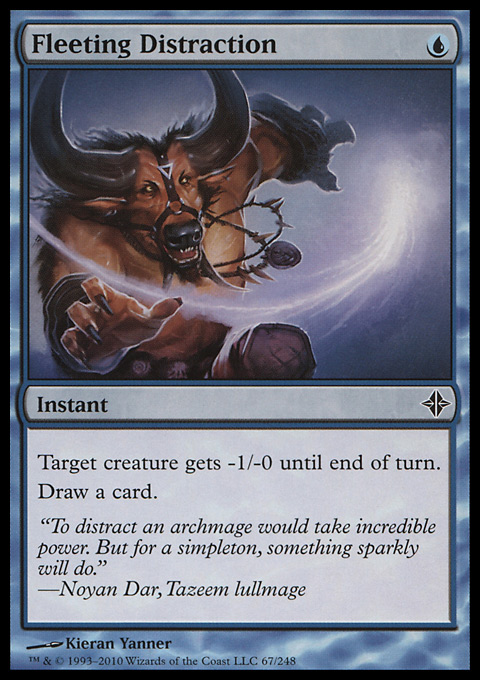 Fleeting Distraction
Instant
Target creature gets -1/-0 until end of turn.
Draw a card.
“To distract an archmage would take incredible
power. But for a simpleton, something sparkly
will do.”
—Noyan Dar, Tazeem lullmage
Kieran Yanner
™ & © 1993–2010 Wizards of the Coast LLC 67/248